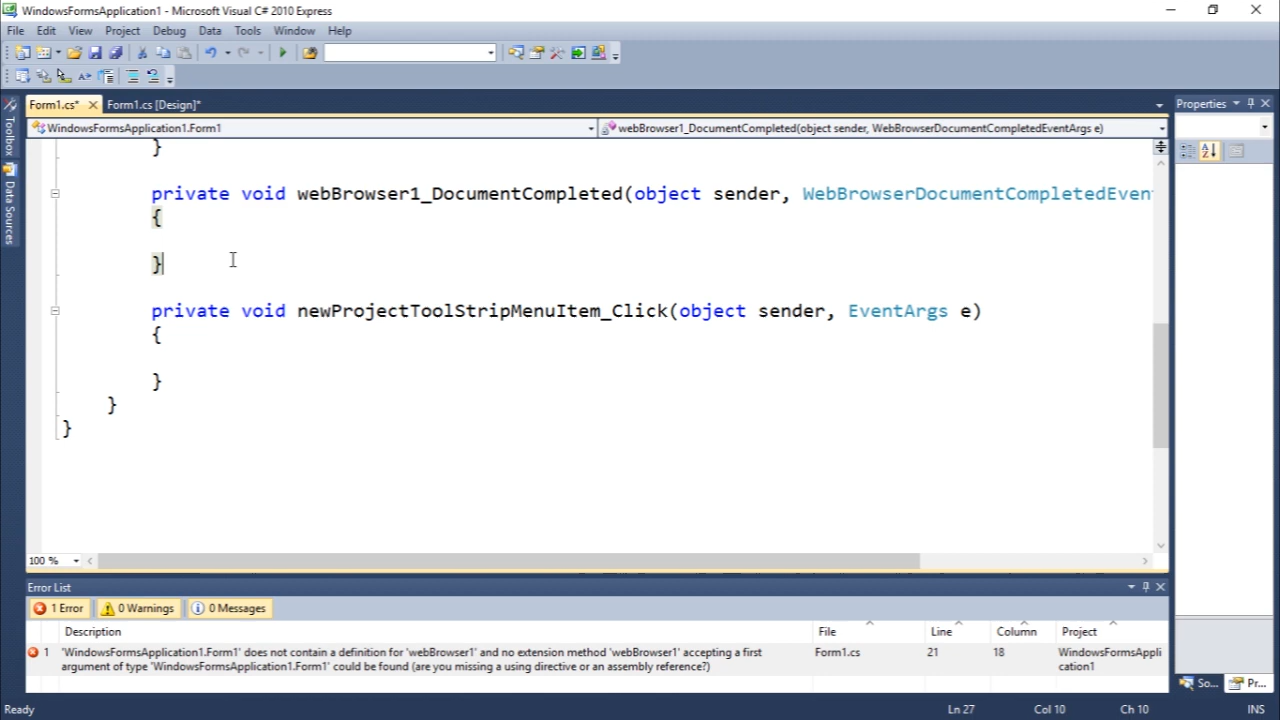 WindowsFormsApplication1 - Microsoft Visual C# 2010 Express
File Edit View Project Debug Data Tools Window Help
Form1.cs* Form1.cs [Design]*
Properties
Toolbox
Data Sources
WindowsFormsApplication1.Form1
webBrowser1_DocumentCompleted(object sender, WebBrowserDocumentCompletedEventArgs e)
}
private void webBrowser1_DocumentCompleted(object sender, WebBrowserDocumentCompletedEven
{
}
private void newProjectToolStripMenuItem_Click(object sender, EventArgs e)
{
}
}
}
100 %
Error List
1 Error 0 Warnings 0 Messages
Description File Line Column Project
1 'WindowsFormsApplication1.Form1' does not contain a definition for 'webBrowser1' and no extension method 'webBrowser1' accepting a first Form1.cs 21 18 WindowsFormsAppli
argument of type 'WindowsFormsApplication1.Form1' could be found (are you missing a using directive or an assembly reference?) cation1
So... Pr...
Ready Ln 27 Col 10 Ch 10 INS